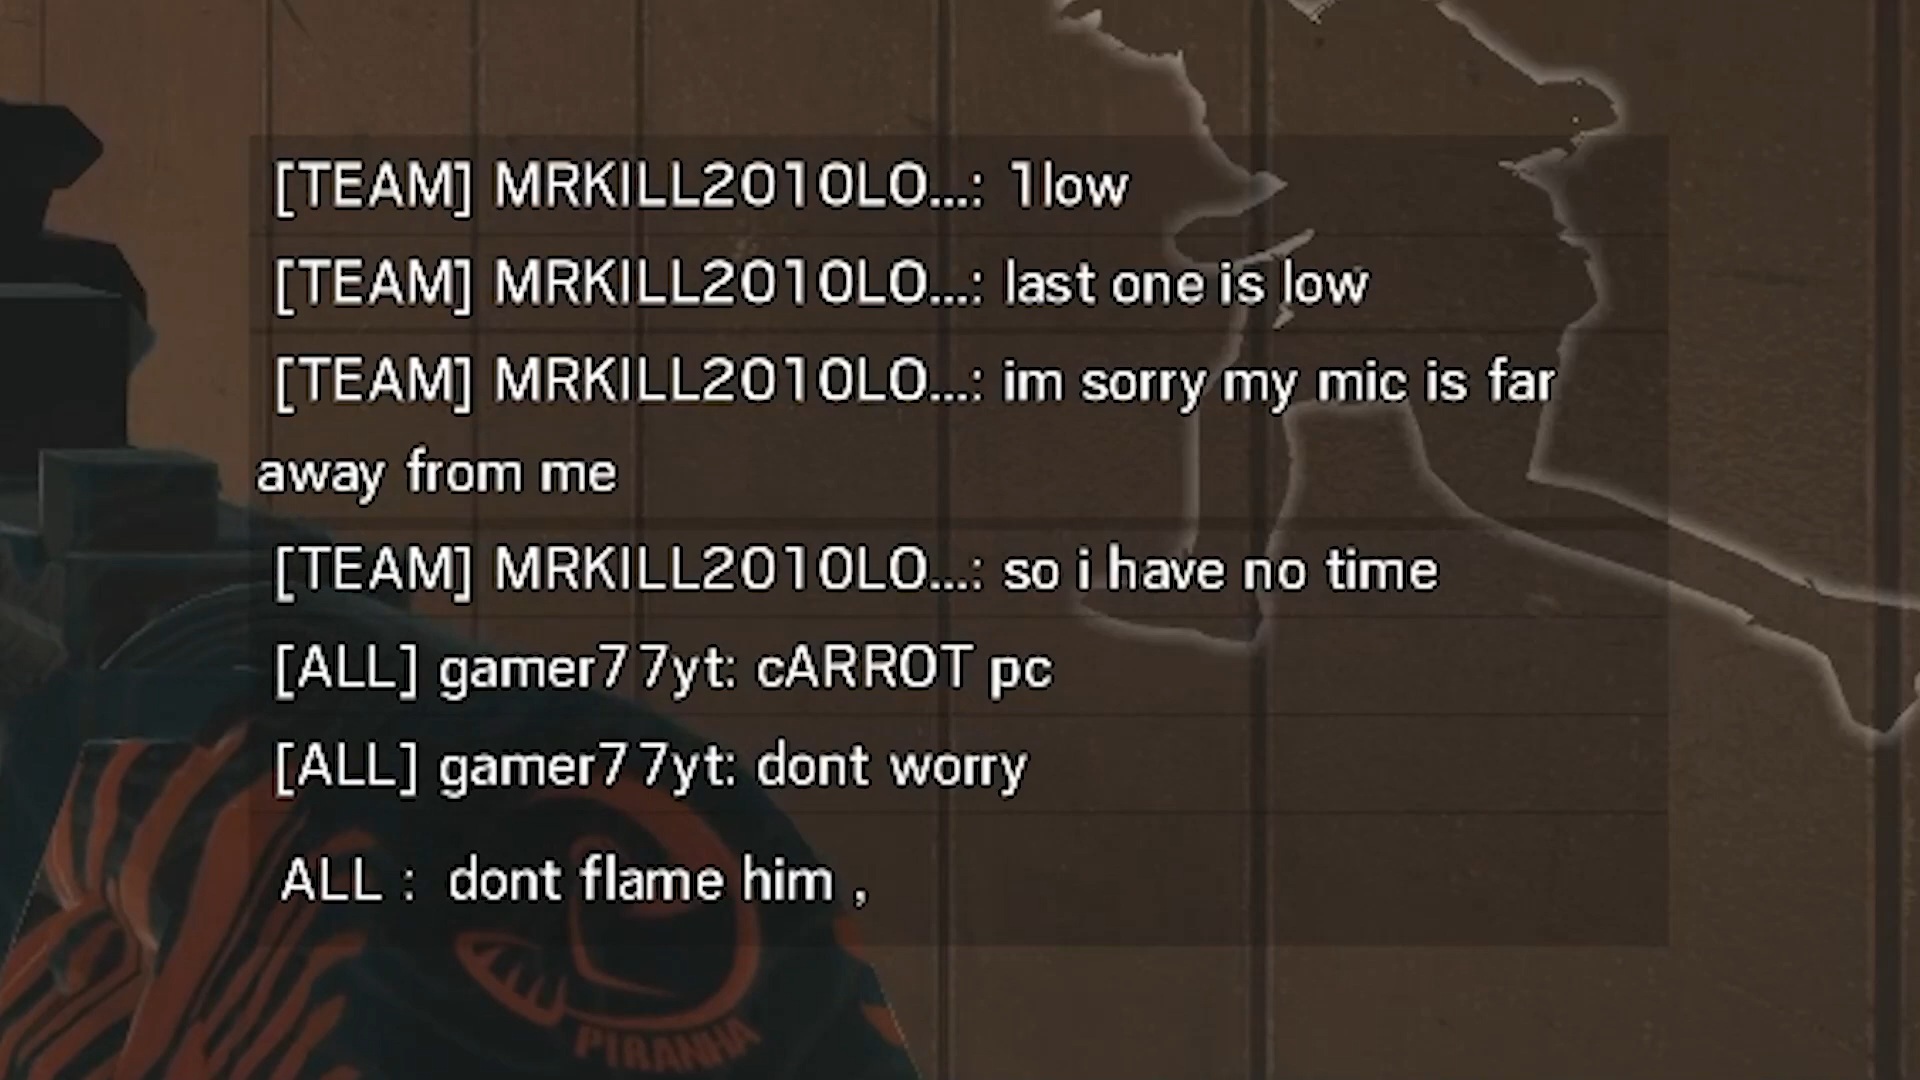 [TEAM] MRKILL2010LO...: 1low
[TEAM] MRKILL2010LO...: last one is low
[TEAM] MRKILL2010LO...: im sorry my mic is far
away from me
[TEAM] MRKILL2010LO...: so i have no time
[ALL] gamer77yt: cARROT pc
[ALL] gamer77yt: dont worry
ALL : dont flame him ,
PIRANHA